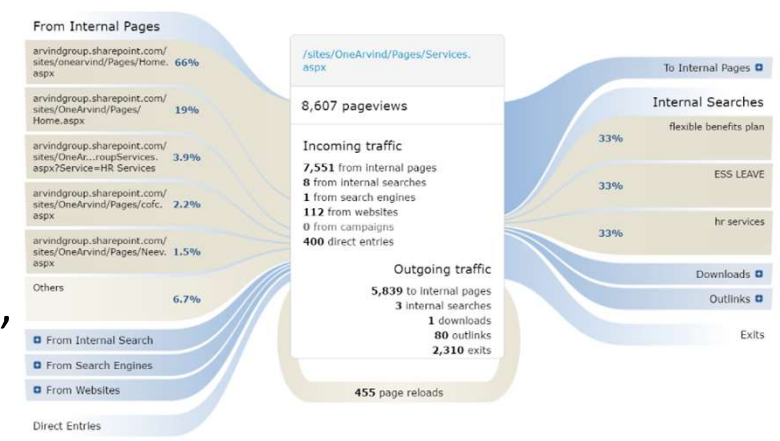 From Internal Pages
arvindgroup.sharepoint.com/
sites/onearvind/Pages/Home.
aspx
66%
arvindgroup.sharepoint.com/
sites/OneArvind/Pages/
Home.aspx
19%
arvindgroup.sharepoint.com/
sites/OneAr...roupServices.
aspx?Service=HR Services
3.9%
arvindgroup.sharepoint.com/
sites/OneArvind/Pages/cofc.
aspx
2.2%
arvindgroup.sharepoint.com/
sites/OneArvind/Pages/Neev.
aspx
1.5%
Others
6.7%
,
From Internal Search
From Search Engines
From Websites
Direct Entries
/sites/OneArvind/Pages/Services.
aspx
8,607 pageviews
Incoming traffic
7,551 from internal pages
8 from internal searches
1 from search engines
112 from websites
0 from campaigns
400 direct entries
Outgoing traffic
5,839 to internal pages
3 internal searches
1 downloads
80 outlinks
2,310 exits
455 page reloads
To Internal Pages
Internal Searches
flexible benefits plan
33%
ESS LEAVE
33%
hr services
33%
Downloads
Outlinks
Exits